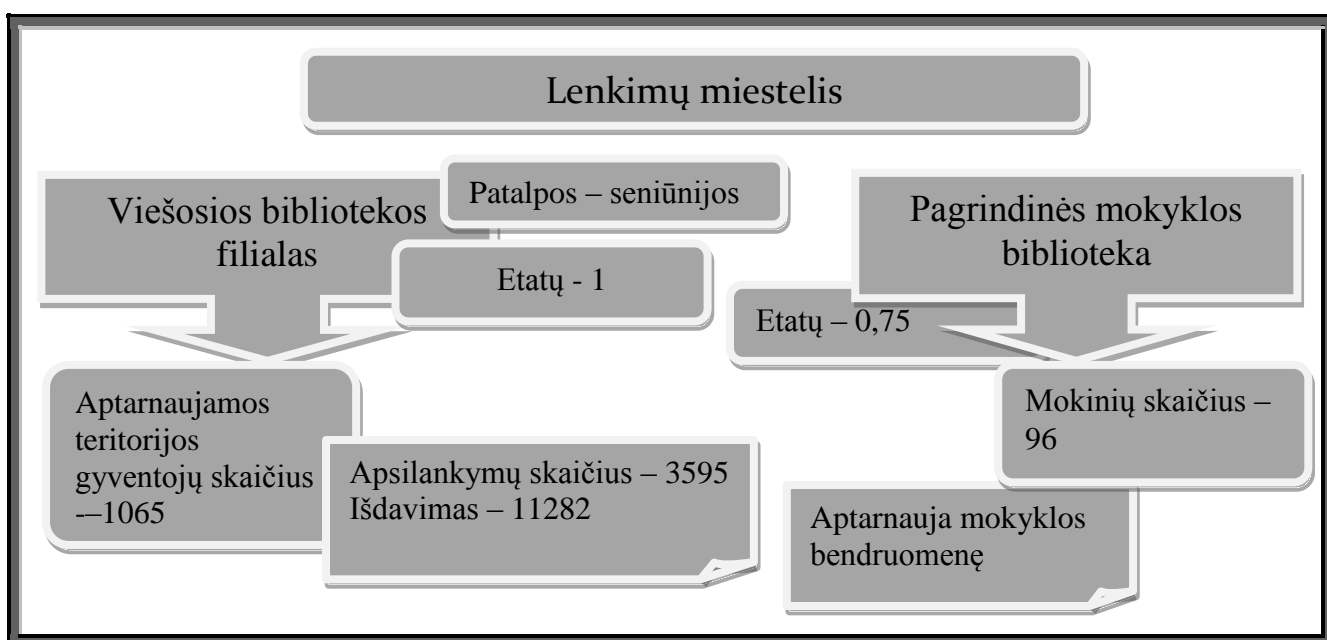 Lenkimų miestelis
Viešosios bibliotekos
filialas
Patalpos – seniūnijos
Etatų - 1
Aptarnaujamos
teritorijos
gyventojų skaičius
-–1065
Apsilankymų skaičius – 3595
Išdavimas – 11282
Pagrindinės mokyklos
biblioteka
Etatų – 0,75
Mokinių skaičius –
96
Aptarnauja mokyklos
bendruomenę